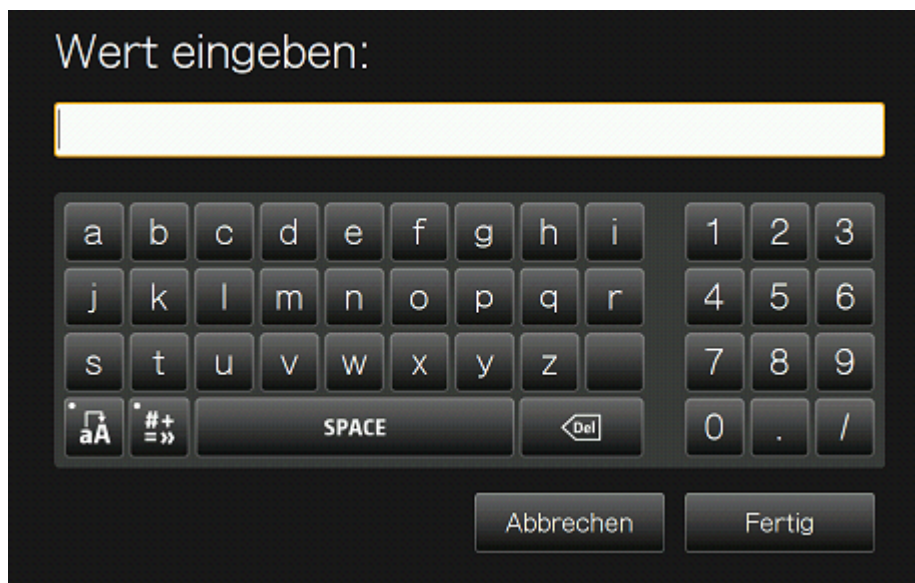 Wert eingeben:
a b c d e f g h i 1 2 3
j k l m n o p q r 4 5 6
s t u v w x y z 7 8 9
aA #+=» SPACE Del 0 . /
Abbrechen Fertig